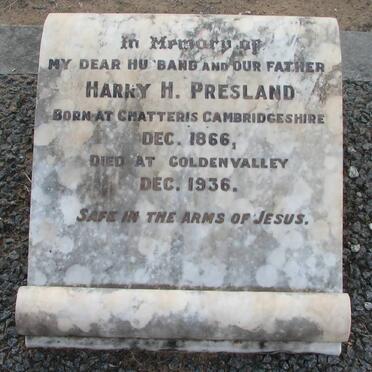 In Memory of
MY DEAR HUSBAND AND OUR FATHER
HARRY H. PRESLAND
BORN AT CHATTERIS CAMBRIDGESHIRE
DEC. 1866,
DIED AT GOLDENVALLEY
DEC. 1936.
SAFE IN THE ARMS OF JESUS.